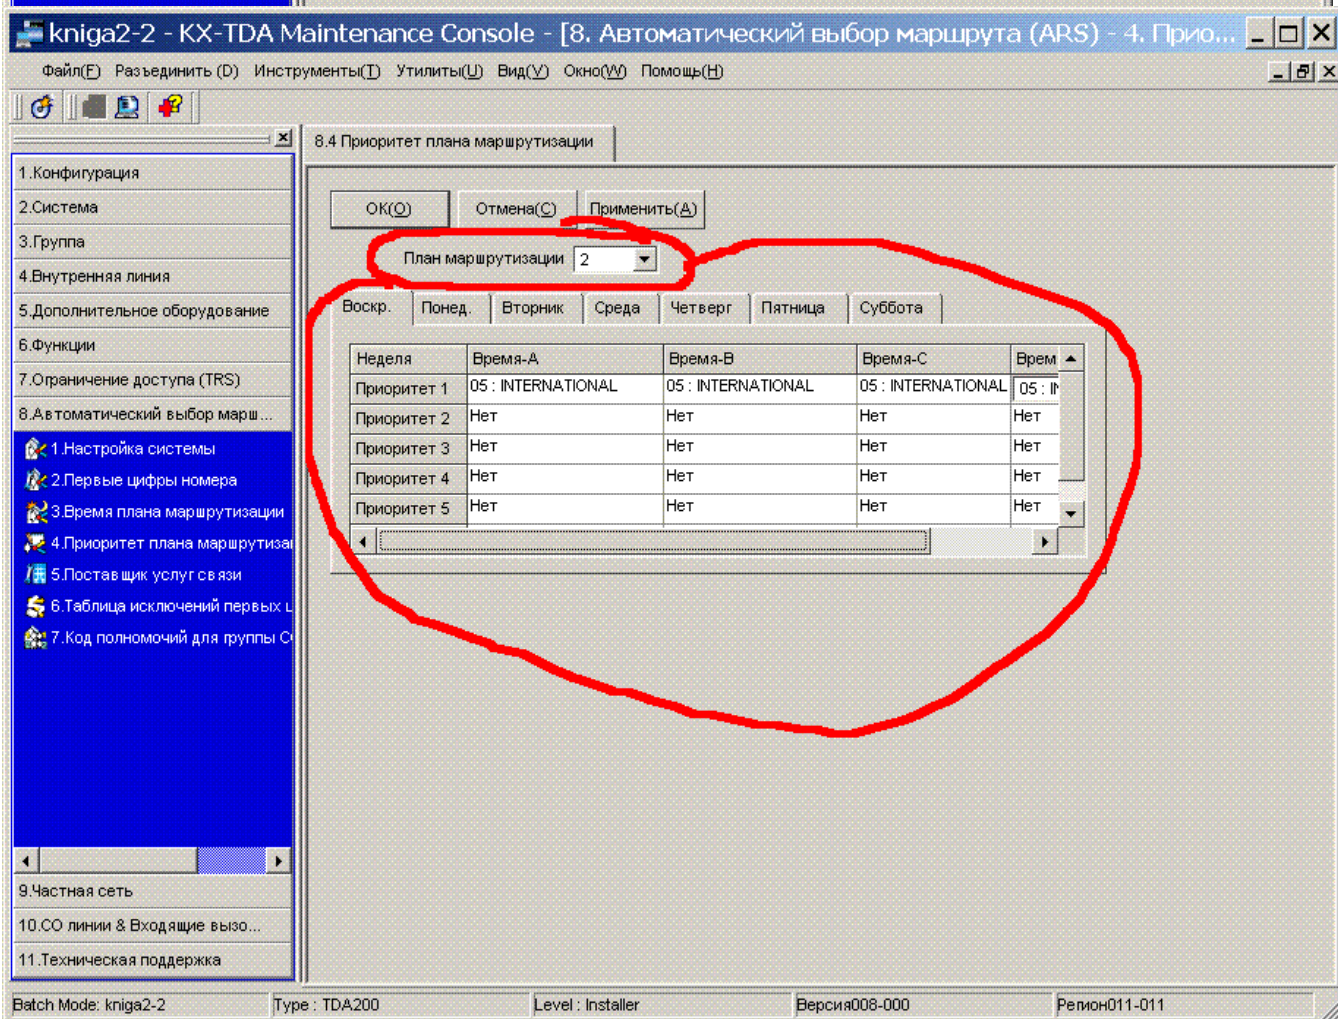 kniga2-2 - KX-TDA Maintenance Console - [8. Автоматический выбор маршрута (ARS) - 4. Прио...
Файл(F) Разъединить (D) Инструменты(T) Утилиты(U) Вид(V) Окно(W) Помощь(H)
8.4 Приоритет плана маршрутизации
1.Конфигурация
2.Система
3.Группа
4.Внутренняя линия
5.Дополнительное оборудование
6.Функции
7.Ограничение доступа (TRS)
8.Автоматический выбор марш...
1.Настройка системы
2.Первые цифры номера
3.Время плана маршрутизации
4.Приоритет плана маршрутиза
5.Поставщик услуг связи
6.Таблица исключений первых ц
7.Код полномочий для группы С
9.Частная сеть
10.СО линии & Входящие вызо...
11.Техническая поддержка
ОК(O) Отмена(C) Применить(A)
План маршрутизации 2
Воскр. Понед. Вторник Среда Четверг Пятница Суббота
Неделя Время-A Время-B Время-C Врем
Приоритет 1 05 : INTERNATIONAL 05 : INTERNATIONAL 05 : INTERNATIONAL 05 : IN
Приоритет 2 Нет Нет Нет Нет
Приоритет 3 Нет Нет Нет Нет
Приоритет 4 Нет Нет Нет Нет
Приоритет 5 Нет Нет Нет Нет
Batch Mode: kniga2-2 Type : TDA200 Level : Installer Версия008-000 Регион011-011